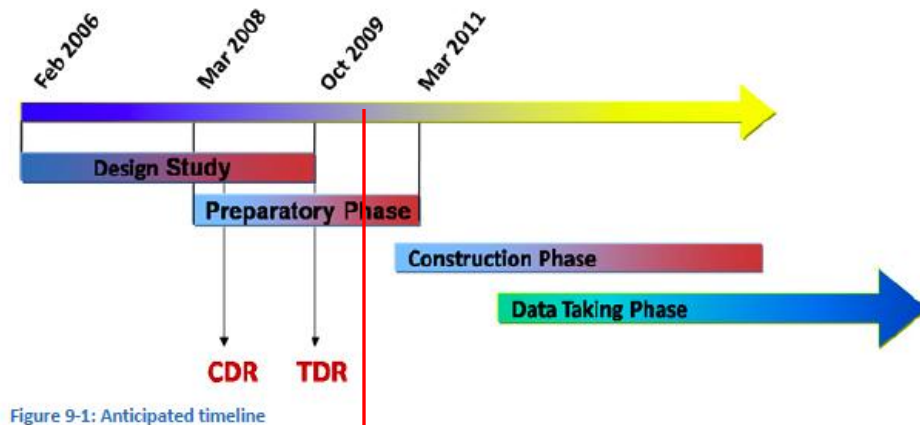 Feb 2006
Mar 2008
Oct 2009
Mar 2011
Design Study
Preparatory Phase
Construction Phase
Data Taking Phase
CDR
TDR
Figure 9-1: Anticipated timeline